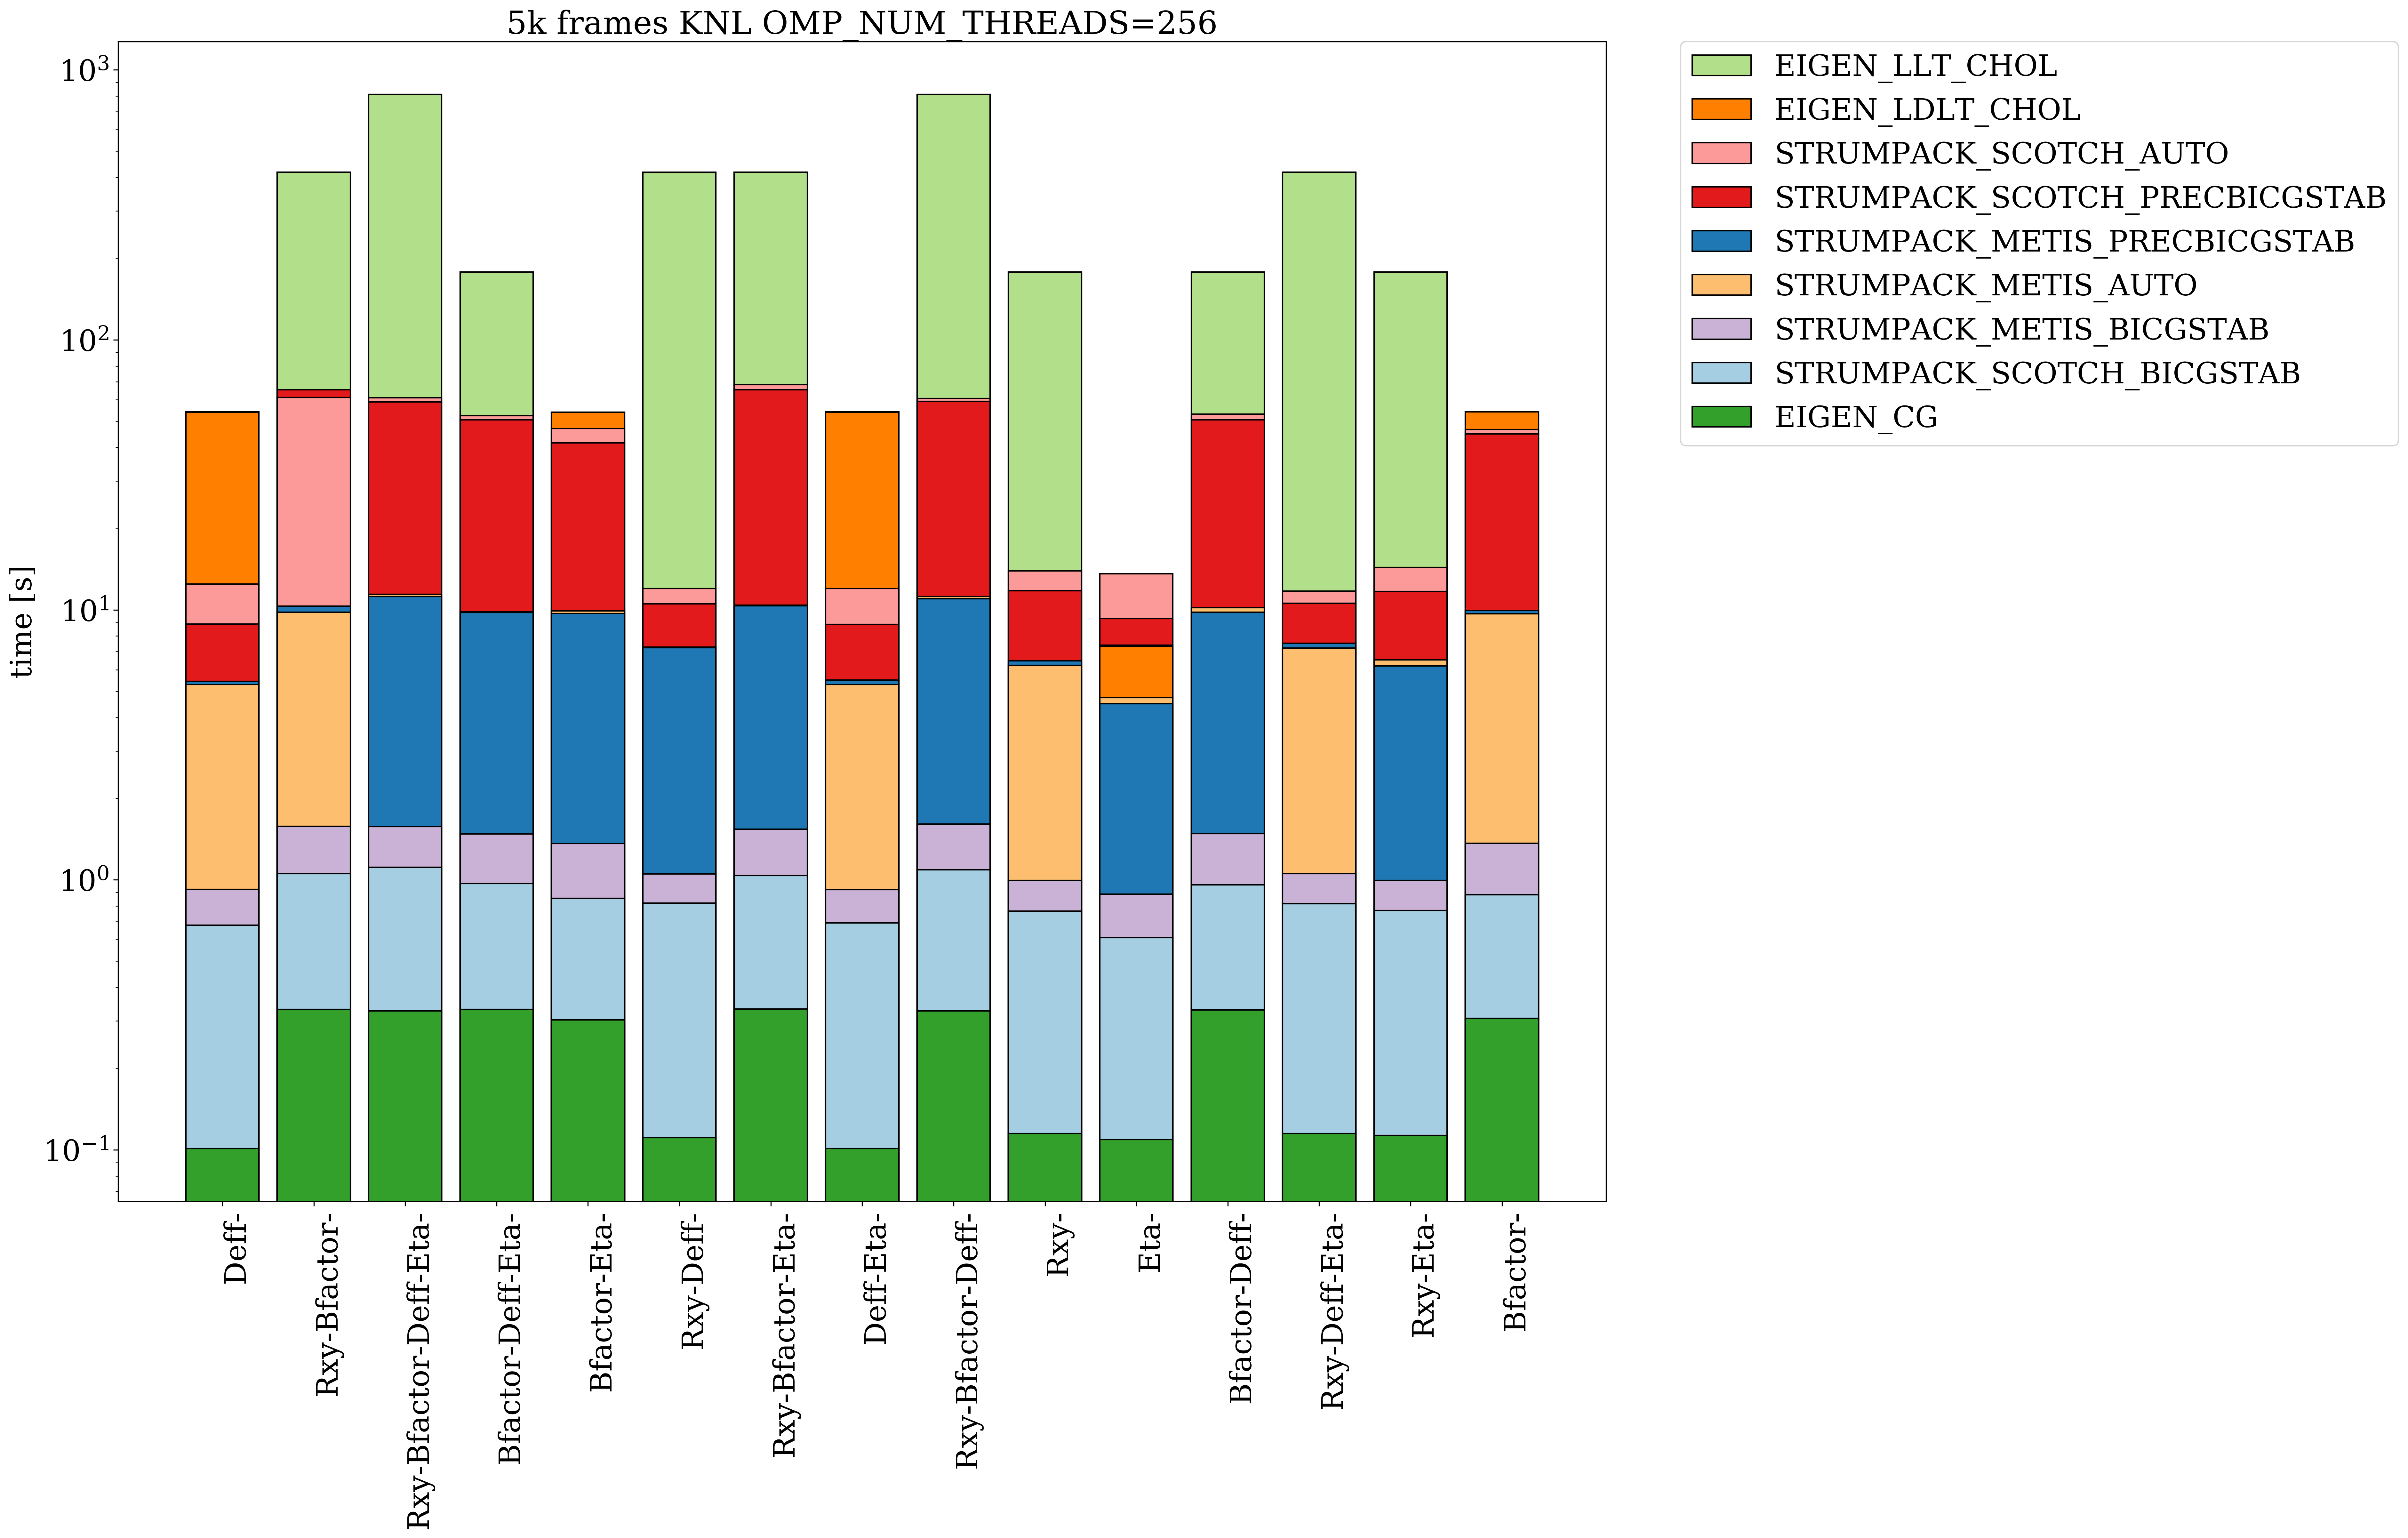 5k frames KNL OMP_NUM_THREADS=256
10³
10²
10¹
10⁰
10⁻¹
time [s]
Deff-
Rxy-Bfactor-
Rxy-Bfactor-Deff-Eta-
Bfactor-Deff-Eta-
Bfactor-Eta-
Rxy-Deff-
Rxy-Bfactor-Eta-
Deff-Eta-
Rxy-Bfactor-Deff-
Rxy-
Eta-
Bfactor-Deff-
Rxy-Deff-Eta-
Rxy-Eta-
Bfactor-
EIGEN_LLT_CHOL
EIGEN_LDLT_CHOL
STRUMPACK_SCOTCH_AUTO
STRUMPACK_SCOTCH_PRECBICGSTAB
STRUMPACK_METIS_PRECBICGSTAB
STRUMPACK_METIS_AUTO
STRUMPACK_METIS_BICGSTAB
STRUMPACK_SCOTCH_BICGSTAB
EIGEN_CG